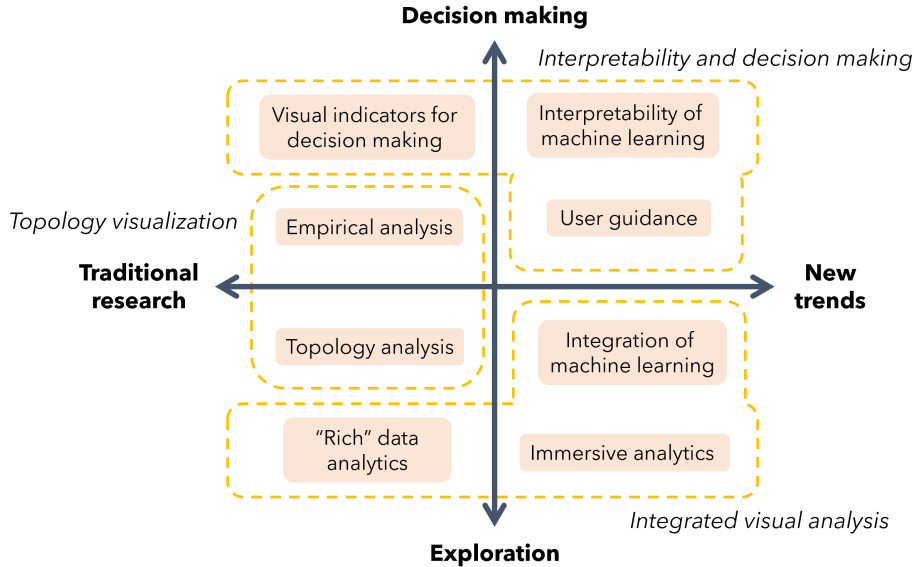 Decision making
Interpretability and decision making
Visual indicators for
decision making
Interpretability of
machine learning
Topology visualization
Empirical analysis
User guidance
Traditional
research
New
trends
Topology analysis
Integration of
machine learning
“Rich” data
analytics
Immersive analytics
Integrated visual analysis
Exploration